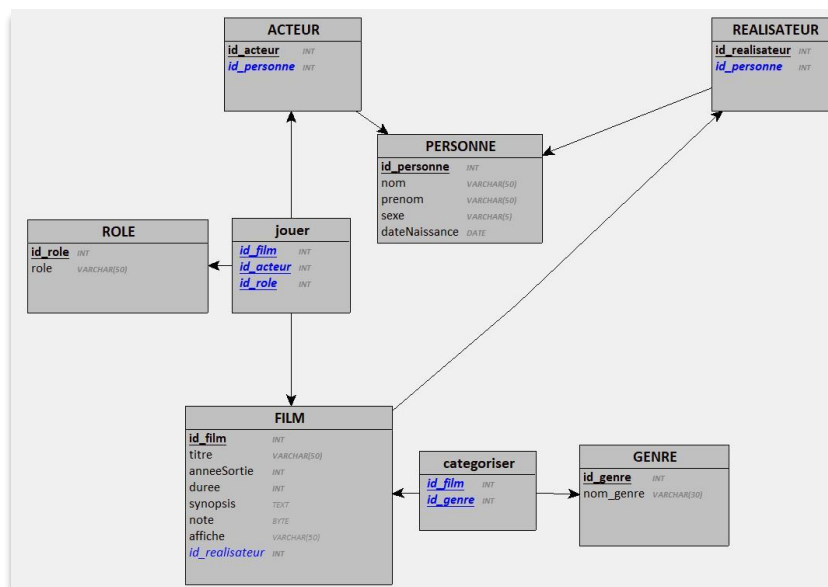 ACTEUR
id_acteur INT
id_personne INT
REALISATEUR
id_realisateur INT
id_personne INT
PERSONNE
id_personne INT
nom VARCHAR(50)
prenom VARCHAR(50)
sexe VARCHAR(5)
dateNaissance DATE
ROLE
id_role INT
role VARCHAR(50)
jouer
id_film INT
id_acteur INT
id_role INT
FILM
id_film INT
titre VARCHAR(50)
anneeSortie INT
duree INT
synopsis TEXT
note BYTE
affiche VARCHAR(50)
id_realisateur INT
categoriser
id_film INT
id_genre INT
GENRE
id_genre INT
nom_genre VARCHAR(30)